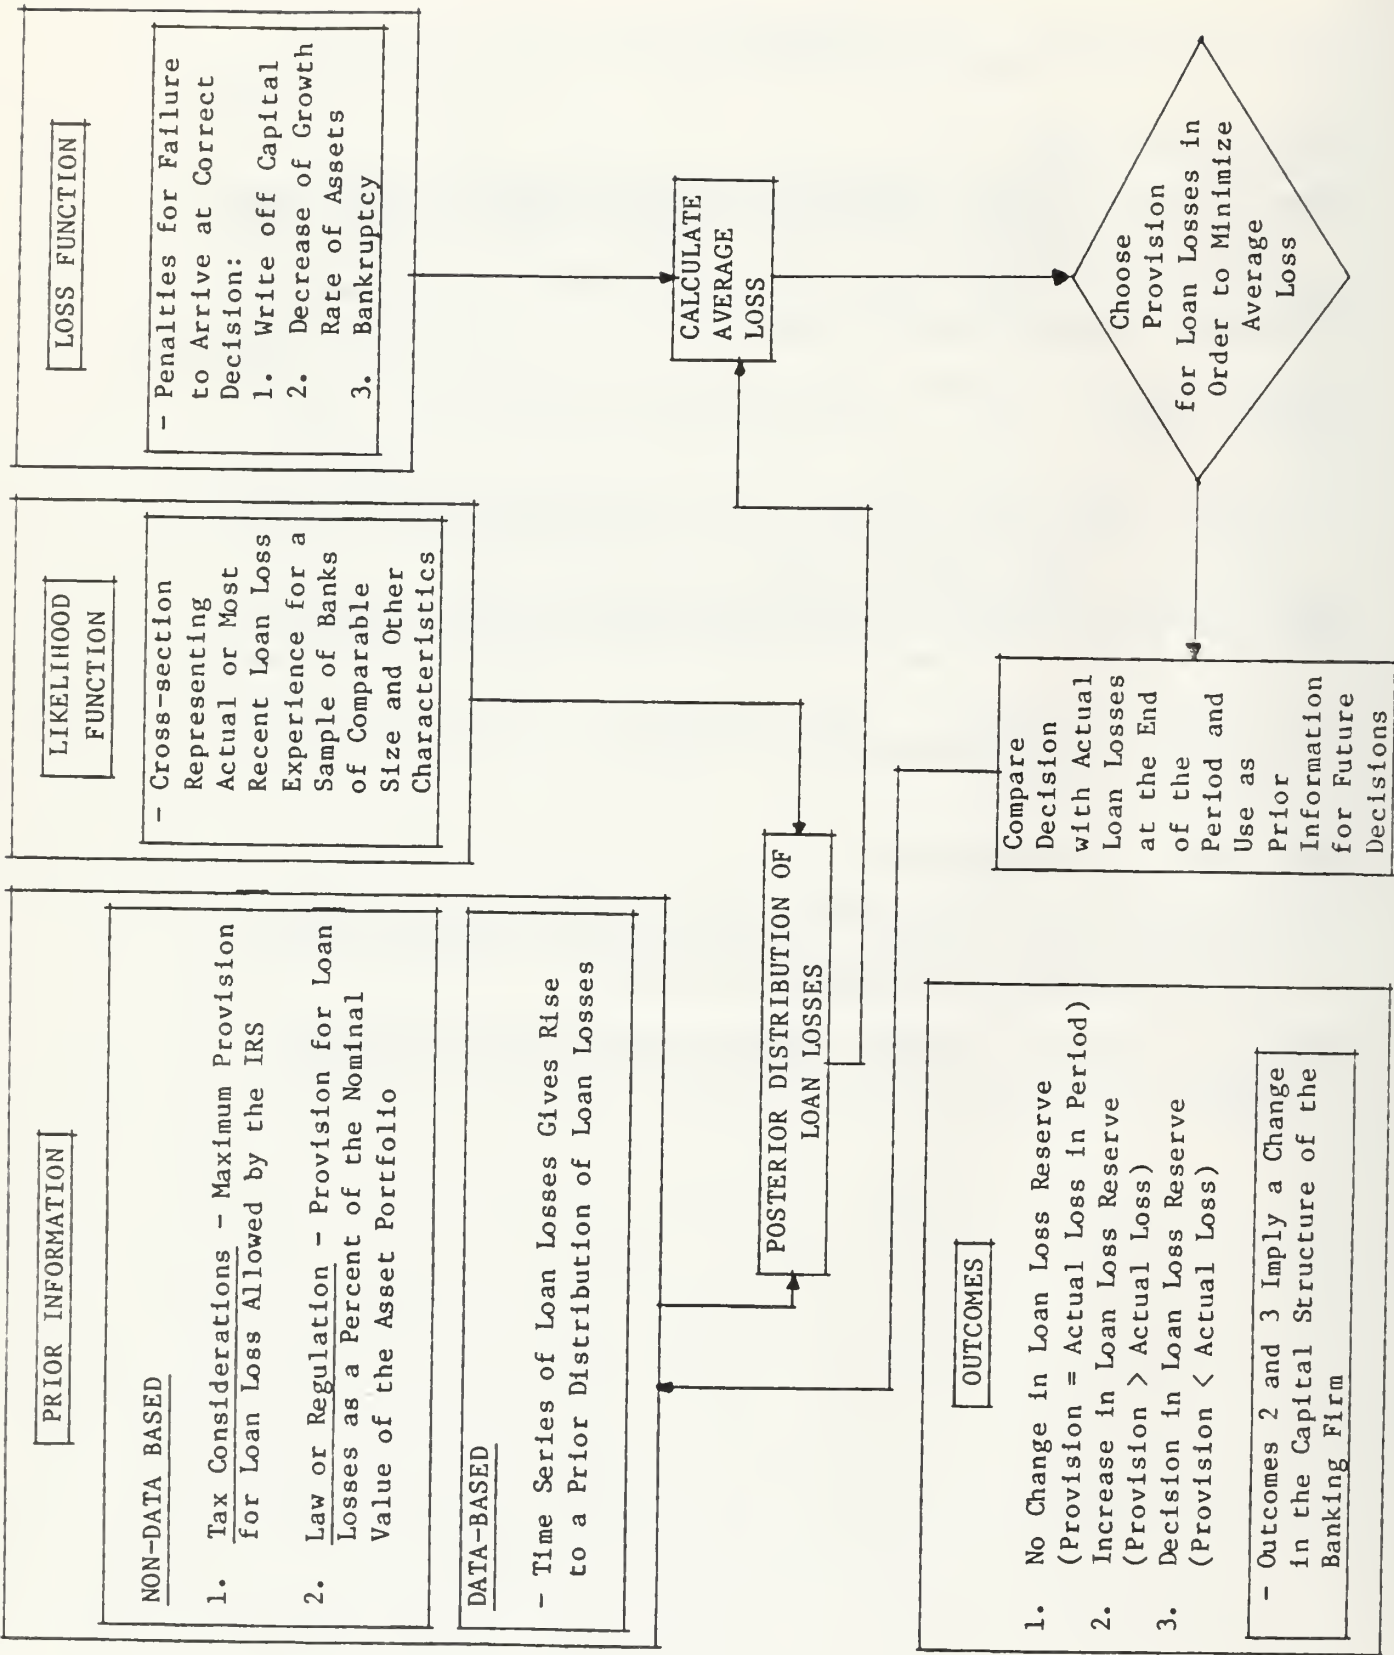 PRIOR INFORMATION
NON-DATA BASED
1. Tax Considerations - Maximum Provision
for Loan Loss Allowed by the IRS
2. Law or Regulation - Provision for Loan
Losses as a Percent of the Nominal
Value of the Asset Portfolio
DATA-BASED
- Time Series of Loan Losses Gives Rise
to a Prior Distribution of Loan Losses
LIKELIHOOD
FUNCTION
- Cross-section
Representing
Actual or Most
Recent Loan Loss
Experience for a
Sample of Banks
of Comparable
Size and Other
Characteristics
LOSS FUNCTION
- Penalties for Failure
to Arrive at Correct
Decision:
1. Write off Capital
2. Decrease of Growth
Rate of Assets
3. Bankruptcy
POSTERIOR DISTRIBUTION OF
LOAN LOSSES
CALCULATE
AVERAGE
LOSS
OUTCOMES
1. No Change in Loan Loss Reserve
(Provision = Actual Loss in Period)
2. Increase in Loan Loss Reserve
(Provision > Actual Loss)
3. Decision in Loan Loss Reserve
(Provision < Actual Loss)
- Outcomes 2 and 3 Imply a Change
in the Capital Structure of the
Banking Firm
Compare
Decision
with Actual
Loan Losses
at the End
of the
Period and
Use as
Prior
Information
for Future
Decisions
Choose
Provision
for Loan Losses in
Order to Minimize
Average
Loss